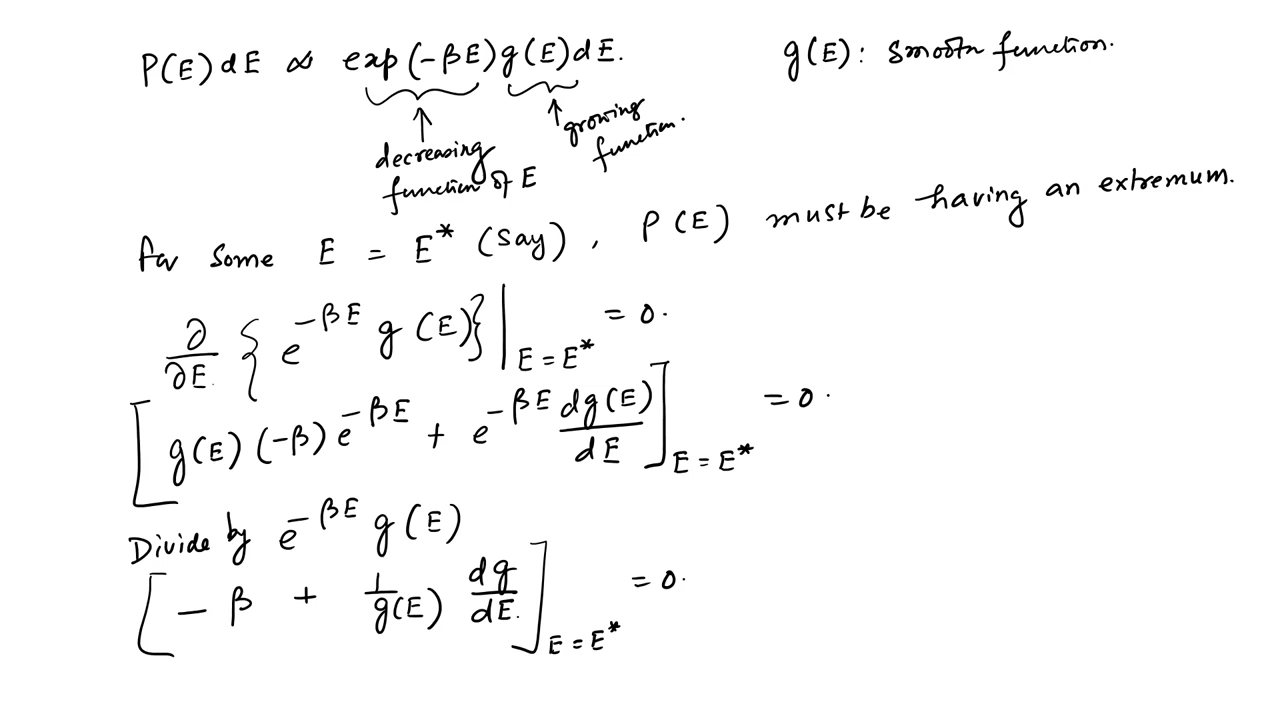 P(E) dE ∝ exp(-βE) g(E) dE.
g(E): smooth function.
decreasing function of E
growing function.
for some E = E* (say), P(E) must be having an extremum.
∂/∂E { e^{-βE} g(E) } |_{E = E*} = 0.
[ g(E) (-β) e^{-βE} + e^{-βE} dg(E)/dE ]_{E = E*} = 0.
Divide by e^{-βE} g(E)
[ -β + 1/g(E) dg/dE. ]_{E = E*} = 0.